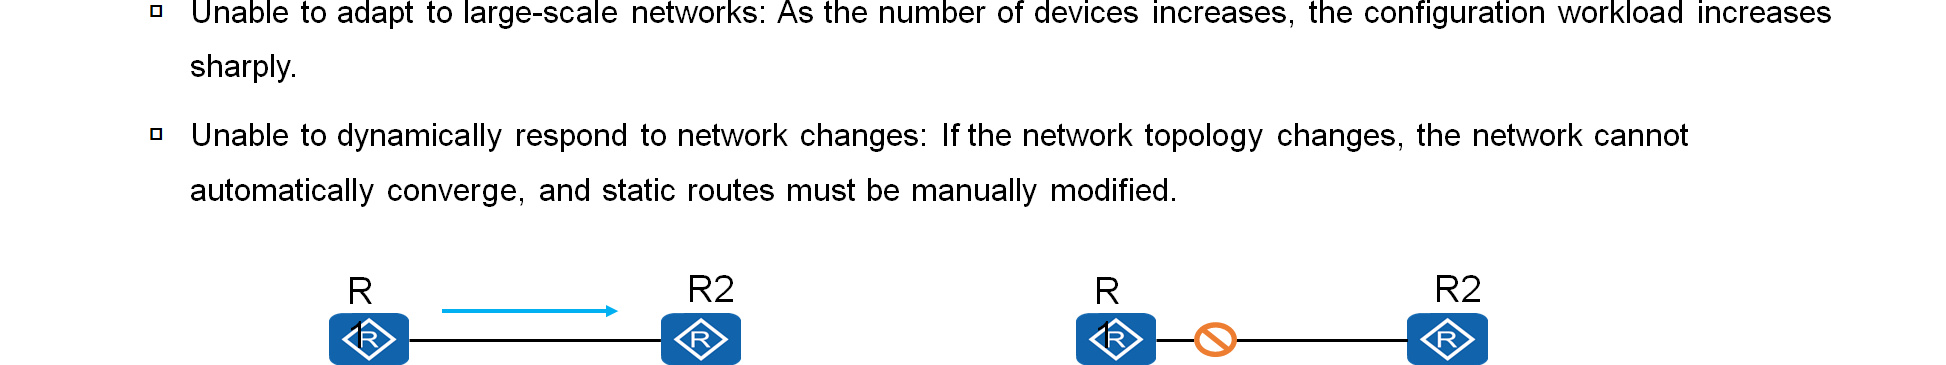 Unable to adapt to large-scale networks: As the number of devices increases, the configuration workload increases
sharply.
Unable to dynamically respond to network changes: If the network topology changes, the network cannot
automatically converge, and static routes must be manually modified.
R R2 R R2
1 R R 1 R R